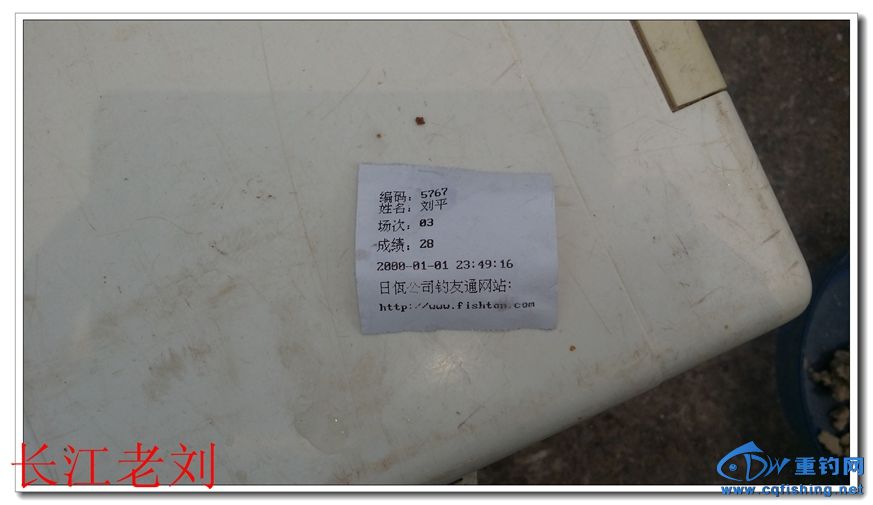 编码：5767
姓名：刘平
场次：03
成绩：28
2000-01-01 23:49:16
日佤公司钓友通网站：
http://www.fishton.com
长江老刘
重钓网
www.cqfishing.net